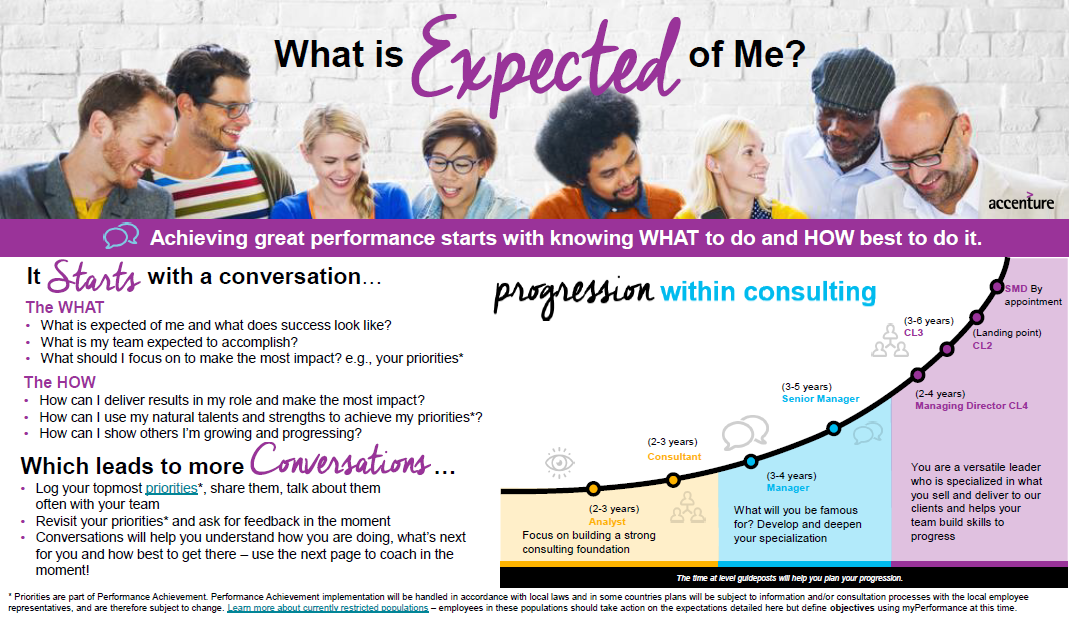 What is Expected of Me?
accenture
Achieving great performance starts with knowing WHAT to do and HOW best to do it.
It Starts with a conversation…
The WHAT
• What is expected of me and what does success look like?
• What is my team expected to accomplish?
• What should I focus on to make the most impact? e.g., your priorities*
The HOW
• How can I deliver results in my role and make the most impact?
• How can I use my natural talents and strengths to achieve my priorities*?
• How can I show others I'm growing and progressing?
Which leads to more Conversations…
• Log your topmost priorities*, share them, talk about them
often with your team
• Revisit your priorities* and ask for feedback in the moment
• Conversations will help you understand how you are doing, what's next
for you and how best to get there – use the next page to coach in the
moment!
progression within consulting
(2-3 years)
Analyst
Focus on building a strong
consulting foundation
(2-3 years)
Consultant
(3-4 years)
Manager
What will you be famous
for? Develop and deepen
your specialization
(3-5 years)
Senior Manager
(2-4 years)
Managing Director CL4
(3-6 years)
CL3
(Landing point)
CL2
SMD By
appointment
You are a versatile leader
who is specialized in what
you sell and deliver to our
clients and helps your
team build skills to
progress
The time at level guideposts will help you plan your progression.
* Priorities are part of Performance Achievement. Performance Achievement implementation will be handled in accordance with local laws and in some countries plans will be subject to information and/or consultation processes with the local employee
representatives, and are therefore subject to change. Learn more about currently restricted populations – employees in these populations should take action on the expectations detailed here but define objectives using myPerformance at this time.